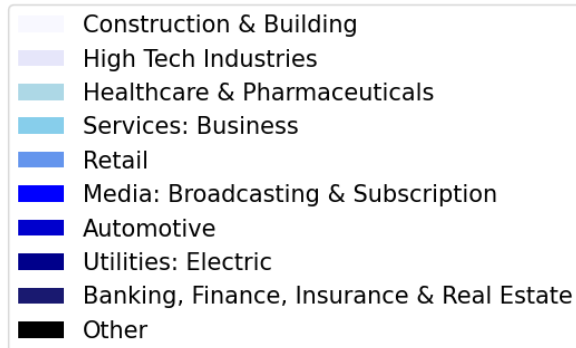 Construction & Building
High Tech Industries
Healthcare & Pharmaceuticals
Services: Business
Retail
Media: Broadcasting & Subscription
Automotive
Utilities: Electric
Banking, Finance, Insurance & Real Estate
Other